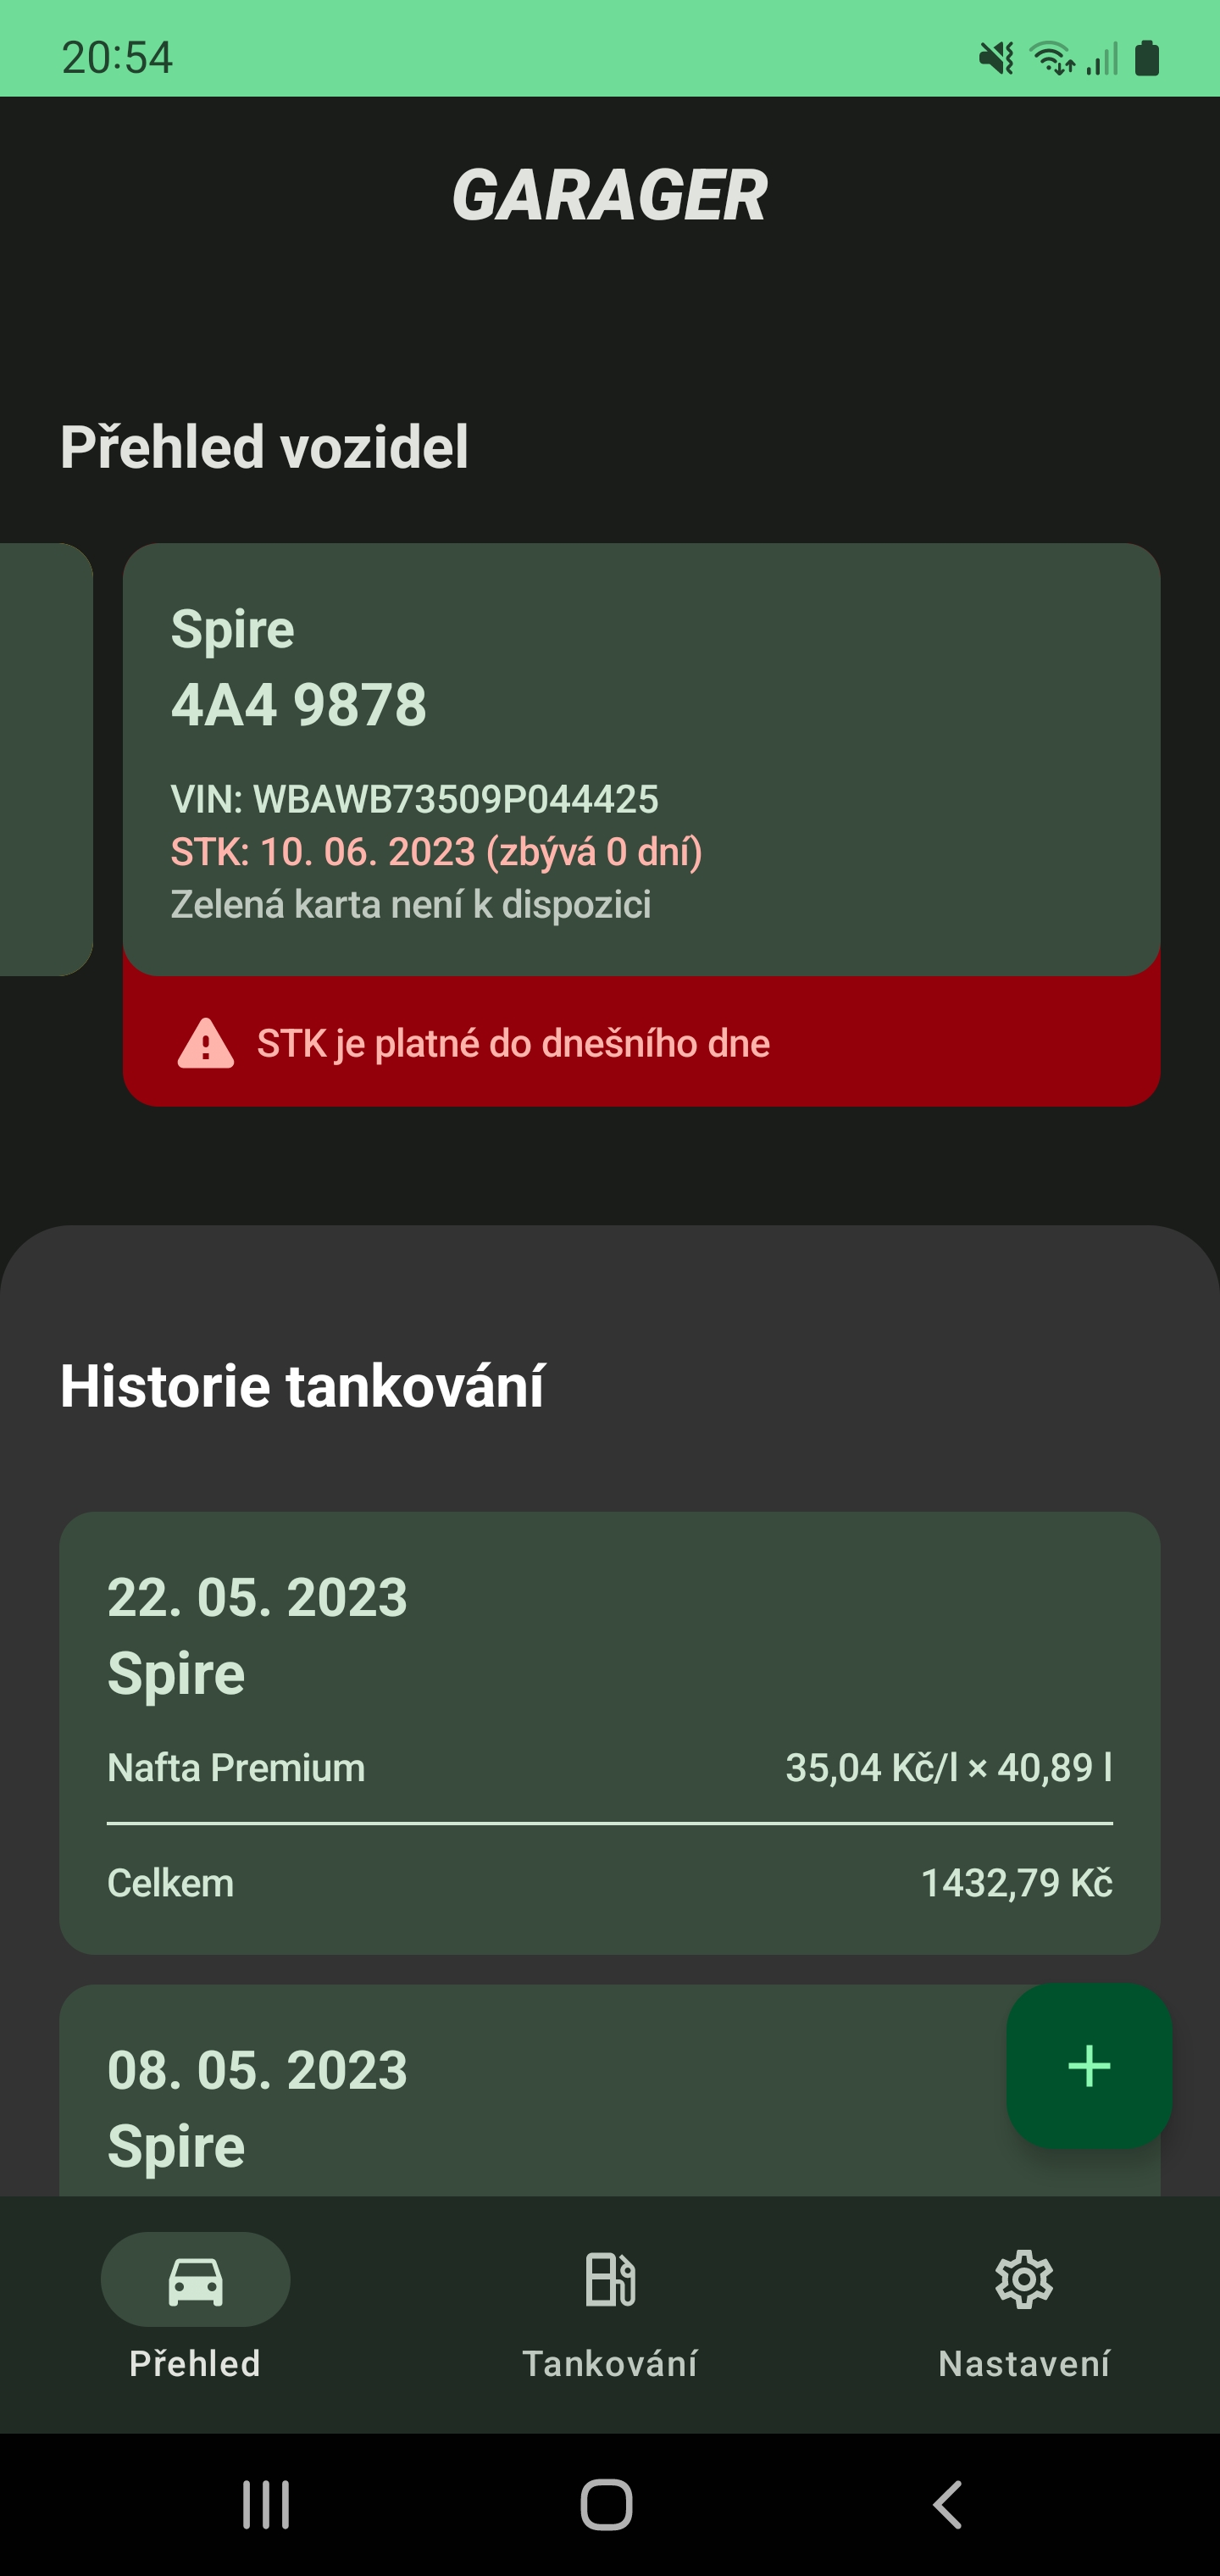 20:54
GARAGER
Přehled vozidel
Spire
4A4 9878
VIN: WBAWB73509P044425
STK: 10. 06. 2023 (zbývá 0 dní)
Zelená karta není k dispozici
STK je platné do dnešního dne
Historie tankování
22. 05. 2023
Spire
Nafta Premium 35,04 Kč/l × 40,89 l
Celkem 1432,79 Kč
08. 05. 2023
Spire
Přehled Tankování Nastavení